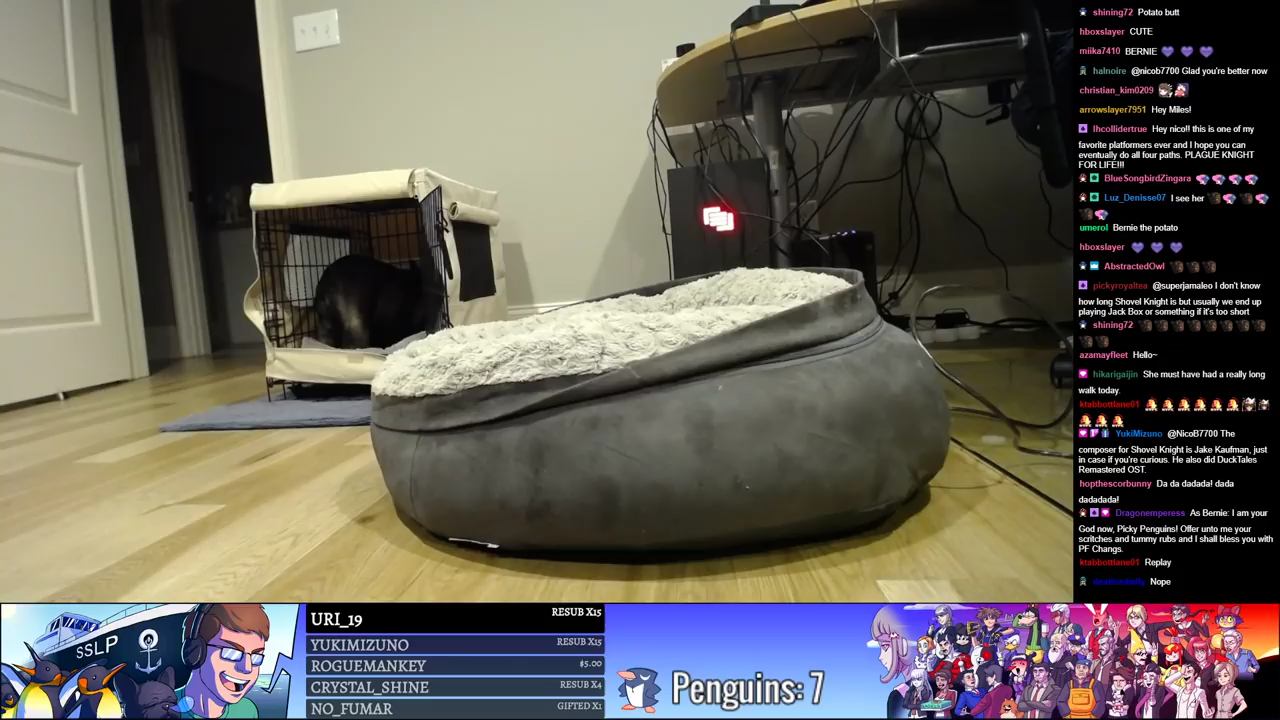 shining72 Potato butt
hboxslayer CUTE
miika7410 BERNIE
halnoire @nicob7700 Glad you're better now
christian_kim0209
arrowslayer7951 Hey Miles!
lhcollidertrue Hey nico!! this is one of my
favorite platformers ever and I hope you can
eventually do all four paths. PLAGUE KNIGHT
FOR LIFE!!!
BlueSongbirdZingara
Luz_Denisse07 I see her
umerol Bernie the potato
hboxslayer
AbstractedOwl
pickyroyaltea @superjamaleo I don't know
how long Shovel Knight is but usually we end up
playing Jack Box or something if it's too short
shining72
azamayfleet Hello~
hikarigaijin She must have had a really long
walk today.
ktabbottlane01
YukiMizuno @NicoB7700 The
composer for Shovel Knight is Jake Kaufman, just
in case if you're curious. He also did DuckTales
Remastered OST.
hopthescorbunny Da da dadada! dada
dadadada!
Dragonemperess As Bernie: I am your
God now, Picky Penguins! Offer unto me your
scritches and tummy rubs and I shall bless you with
PF Changs.
ktabbottlane01 Replay
Nope
SSLP
URI_19 RESUB X15
YUKIMIZUNO RESUB X15
ROGUEMANKEY $5.00
CRYSTAL_SHINE RESUB X4
NO_FUMAR GIFTED X1
Penguins: 7